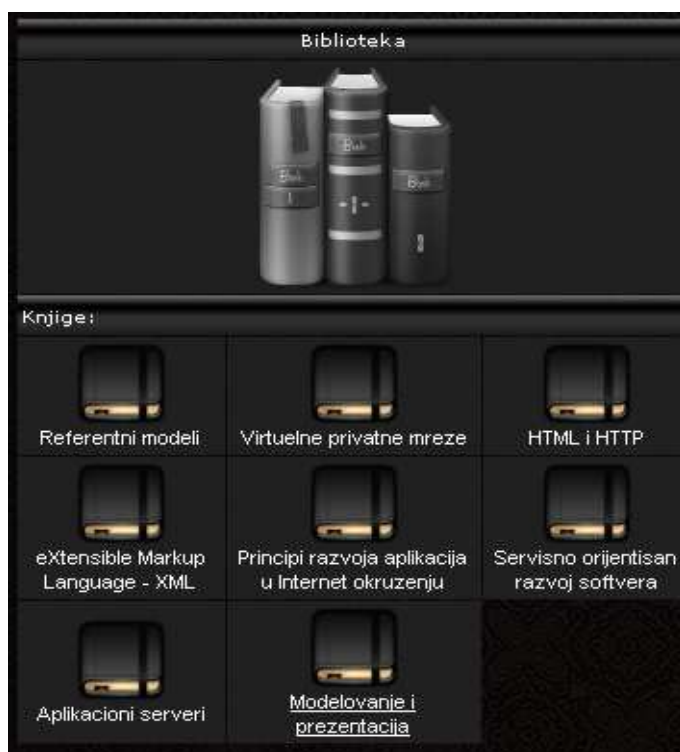 Biblioteka
Knjige:
Referentni modeli
Virtuelne privatne mreze
HTML i HTTP
eXtensible Markup
Language - XML
Principi razvoja aplikacija
u Internet okruzenju
Servisno orijentisan
razvoj softvera
Aplikacioni serveri
Modelovanje i
prezentacija